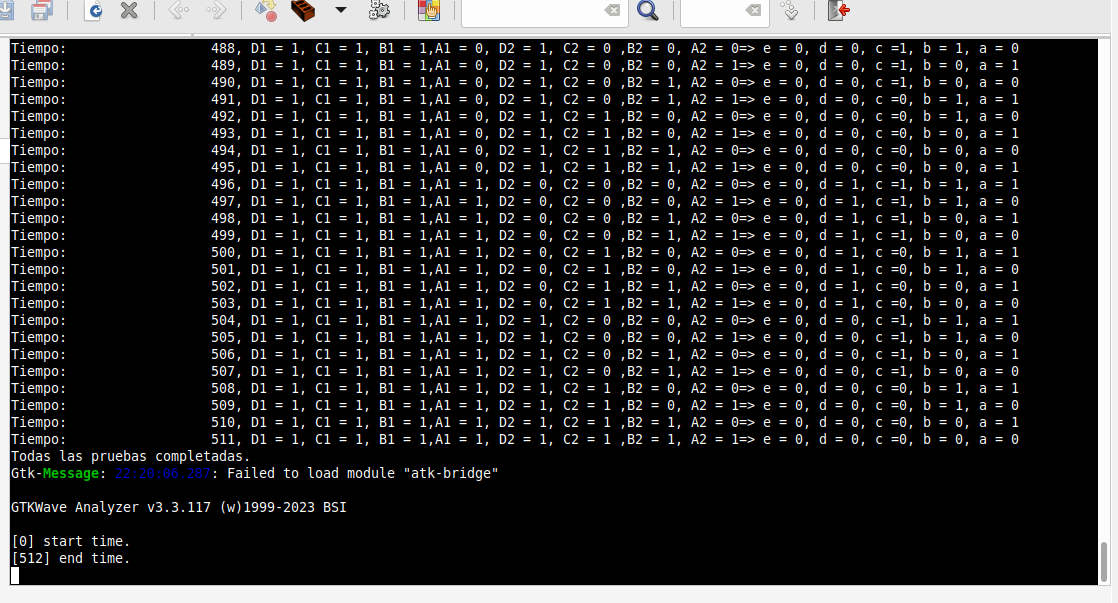 Tiempo: 488, D1 = 1, C1 = 1, B1 = 1,A1 = 0, D2 = 1, C2 = 0 ,B2 = 0, A2 = 0=> e = 0, d = 0, c =1, b = 1, a = 0
Tiempo: 489, D1 = 1, C1 = 1, B1 = 1,A1 = 0, D2 = 1, C2 = 0 ,B2 = 0, A2 = 1=> e = 0, d = 0, c =1, b = 0, a = 1
Tiempo: 490, D1 = 1, C1 = 1, B1 = 1,A1 = 0, D2 = 1, C2 = 0 ,B2 = 1, A2 = 0=> e = 0, d = 0, c =1, b = 0, a = 0
Tiempo: 491, D1 = 1, C1 = 1, B1 = 1,A1 = 0, D2 = 1, C2 = 0 ,B2 = 1, A2 = 1=> e = 0, d = 0, c =0, b = 1, a = 1
Tiempo: 492, D1 = 1, C1 = 1, B1 = 1,A1 = 0, D2 = 1, C2 = 1 ,B2 = 0, A2 = 0=> e = 0, d = 0, c =0, b = 1, a = 0
Tiempo: 493, D1 = 1, C1 = 1, B1 = 1,A1 = 0, D2 = 1, C2 = 1 ,B2 = 0, A2 = 1=> e = 0, d = 0, c =0, b = 0, a = 1
Tiempo: 494, D1 = 1, C1 = 1, B1 = 1,A1 = 0, D2 = 1, C2 = 1 ,B2 = 1, A2 = 0=> e = 0, d = 0, c =0, b = 0, a = 0
Tiempo: 495, D1 = 1, C1 = 1, B1 = 1,A1 = 0, D2 = 1, C2 = 1 ,B2 = 1, A2 = 1=> e = 0, d = 0, c =0, b = 0, a = 1
Tiempo: 496, D1 = 1, C1 = 1, B1 = 1,A1 = 1, D2 = 0, C2 = 0 ,B2 = 0, A2 = 0=> e = 0, d = 1, c =1, b = 1, a = 1
Tiempo: 497, D1 = 1, C1 = 1, B1 = 1,A1 = 1, D2 = 0, C2 = 0 ,B2 = 0, A2 = 1=> e = 0, d = 1, c =1, b = 1, a = 0
Tiempo: 498, D1 = 1, C1 = 1, B1 = 1,A1 = 1, D2 = 0, C2 = 0 ,B2 = 1, A2 = 0=> e = 0, d = 1, c =1, b = 0, a = 1
Tiempo: 499, D1 = 1, C1 = 1, B1 = 1,A1 = 1, D2 = 0, C2 = 0 ,B2 = 1, A2 = 1=> e = 0, d = 1, c =1, b = 0, a = 0
Tiempo: 500, D1 = 1, C1 = 1, B1 = 1,A1 = 1, D2 = 0, C2 = 1 ,B2 = 0, A2 = 0=> e = 0, d = 1, c =0, b = 1, a = 1
Tiempo: 501, D1 = 1, C1 = 1, B1 = 1,A1 = 1, D2 = 0, C2 = 1 ,B2 = 0, A2 = 1=> e = 0, d = 1, c =0, b = 1, a = 0
Tiempo: 502, D1 = 1, C1 = 1, B1 = 1,A1 = 1, D2 = 0, C2 = 1 ,B2 = 1, A2 = 0=> e = 0, d = 1, c =0, b = 0, a = 1
Tiempo: 503, D1 = 1, C1 = 1, B1 = 1,A1 = 1, D2 = 0, C2 = 1 ,B2 = 1, A2 = 1=> e = 0, d = 1, c =0, b = 0, a = 0
Tiempo: 504, D1 = 1, C1 = 1, B1 = 1,A1 = 1, D2 = 1, C2 = 0 ,B2 = 0, A2 = 0=> e = 0, d = 0, c =1, b = 1, a = 1
Tiempo: 505, D1 = 1, C1 = 1, B1 = 1,A1 = 1, D2 = 1, C2 = 0 ,B2 = 0, A2 = 1=> e = 0, d = 0, c =1, b = 1, a = 0
Tiempo: 506, D1 = 1, C1 = 1, B1 = 1,A1 = 1, D2 = 1, C2 = 0 ,B2 = 1, A2 = 0=> e = 0, d = 0, c =1, b = 0, a = 1
Tiempo: 507, D1 = 1, C1 = 1, B1 = 1,A1 = 1, D2 = 1, C2 = 0 ,B2 = 1, A2 = 1=> e = 0, d = 0, c =1, b = 0, a = 0
Tiempo: 508, D1 = 1, C1 = 1, B1 = 1,A1 = 1, D2 = 1, C2 = 1 ,B2 = 0, A2 = 0=> e = 0, d = 0, c =0, b = 1, a = 1
Tiempo: 509, D1 = 1, C1 = 1, B1 = 1,A1 = 1, D2 = 1, C2 = 1 ,B2 = 0, A2 = 1=> e = 0, d = 0, c =0, b = 1, a = 0
Tiempo: 510, D1 = 1, C1 = 1, B1 = 1,A1 = 1, D2 = 1, C2 = 1 ,B2 = 1, A2 = 0=> e = 0, d = 0, c =0, b = 0, a = 1
Tiempo: 511, D1 = 1, C1 = 1, B1 = 1,A1 = 1, D2 = 1, C2 = 1 ,B2 = 1, A2 = 1=> e = 0, d = 0, c =0, b = 0, a = 0
Todas las pruebas completadas.
Gtk-Message: 22:20:06.287: Failed to load module "atk-bridge"
GTKWave Analyzer v3.3.117 (w)1999-2023 BSI
[0] start time.
[512] end time.